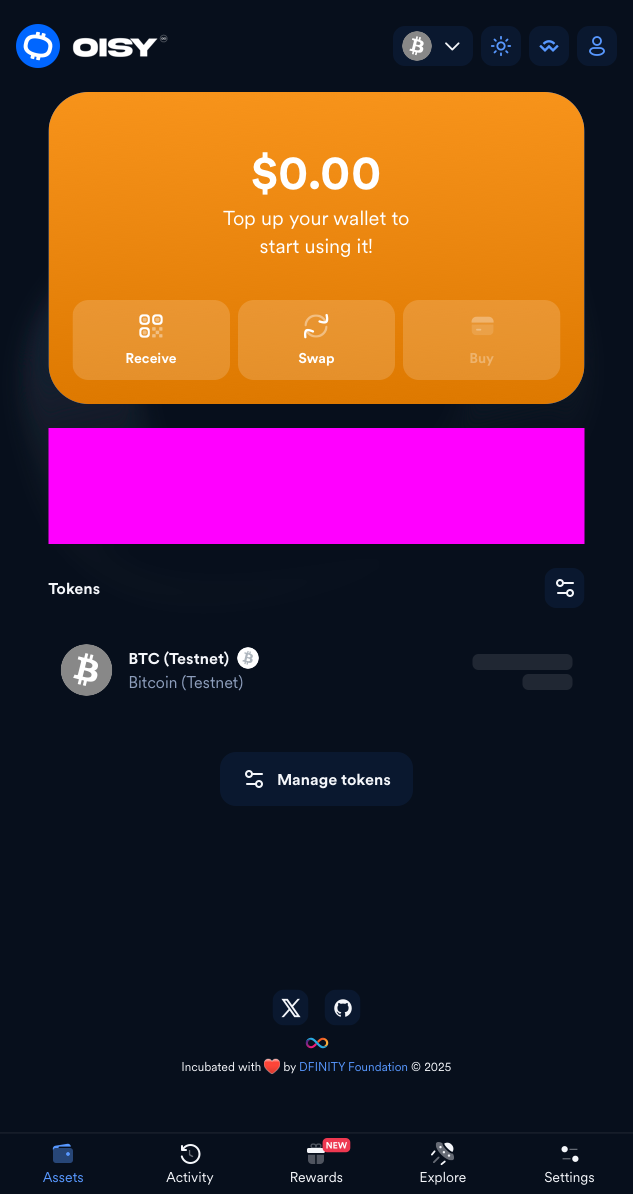 OISY
$0.00
Top up your wallet to
start using it!
Receive
Swap
Buy
Tokens
BTC (Testnet)
Bitcoin (Testnet)
Manage tokens
Incubated with ❤️ by DFINITY Foundation © 2025
NEW
Assets
Activity
Rewards
Explore
Settings